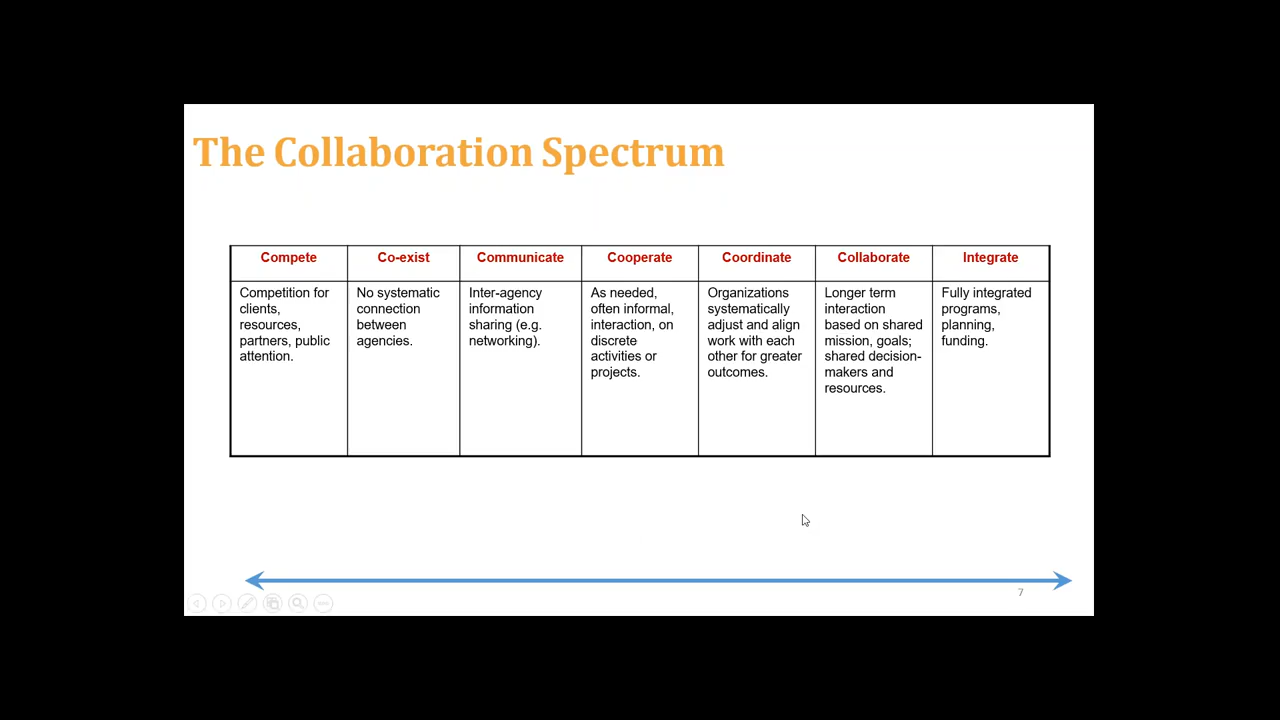 The Collaboration Spectrum
Compete
Co-exist
Communicate
Cooperate
Coordinate
Collaborate
Integrate
Competition for
clients,
resources,
partners, public
attention.
No systematic
connection
between
agencies.
Inter-agency
information
sharing (e.g.
networking).
As needed,
often informal,
interaction, on
discrete
activities or
projects.
Organizations
systematically
adjust and align
work with each
other for greater
outcomes.
Longer term
interaction
based on shared
mission, goals;
shared decision-
makers and
resources.
Fully integrated
programs,
planning,
funding.
7